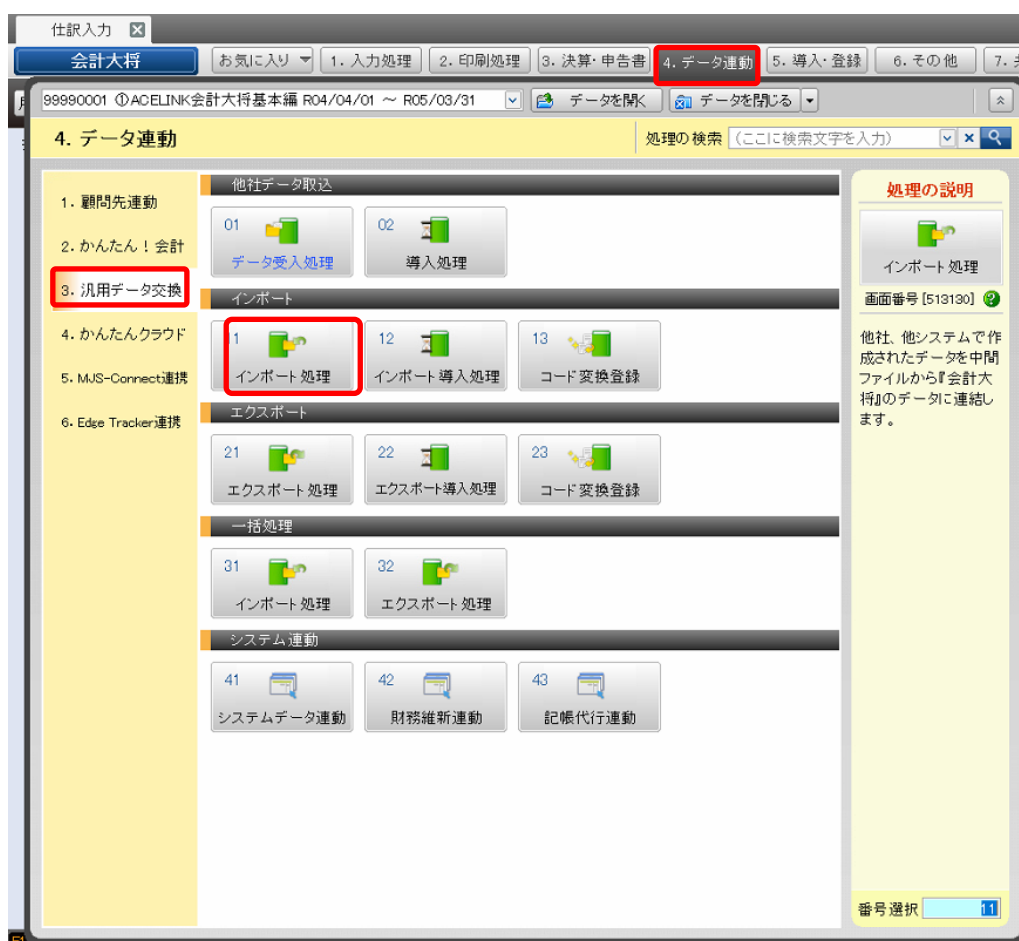 仕訳入力
会計大将 お気に入り 1. 入力処理 2. 印刷処理 3. 決算・申告書 4. データ連動 5. 導入・登録 6. その他 7.
99990001 ①ACELINK会計大将基本編 R04/04/01 ～ R05/03/31 データを開く データを閉じる
4. データ連動 処理の検索 (ここに検索文字を入力)
1. 顧問先連動
2. かんたん！会計
3. 汎用データ交換
4. かんたんクラウド
5. MJS-Connect連携
6. Edge Tracker連携
他社データ取込
01 02
データ受入処理 導入処理
インポート
11 12 13
インポート処理 インポート導入処理 コード変換登録
エクスポート
21 22 23
エクスポート処理 エクスポート導入処理 コード変換登録
一括処理
31 32
インポート処理 エクスポート処理
システム連動
41 42 43
システムデータ連動 財務維新連動 記帳代行連動
処理の説明
インポート処理
画面番号 [513130]
他社、他システムで作
成されたデータを中間
ファイルから『会計大
将』のデータに連結し
ます。
番号選択 11